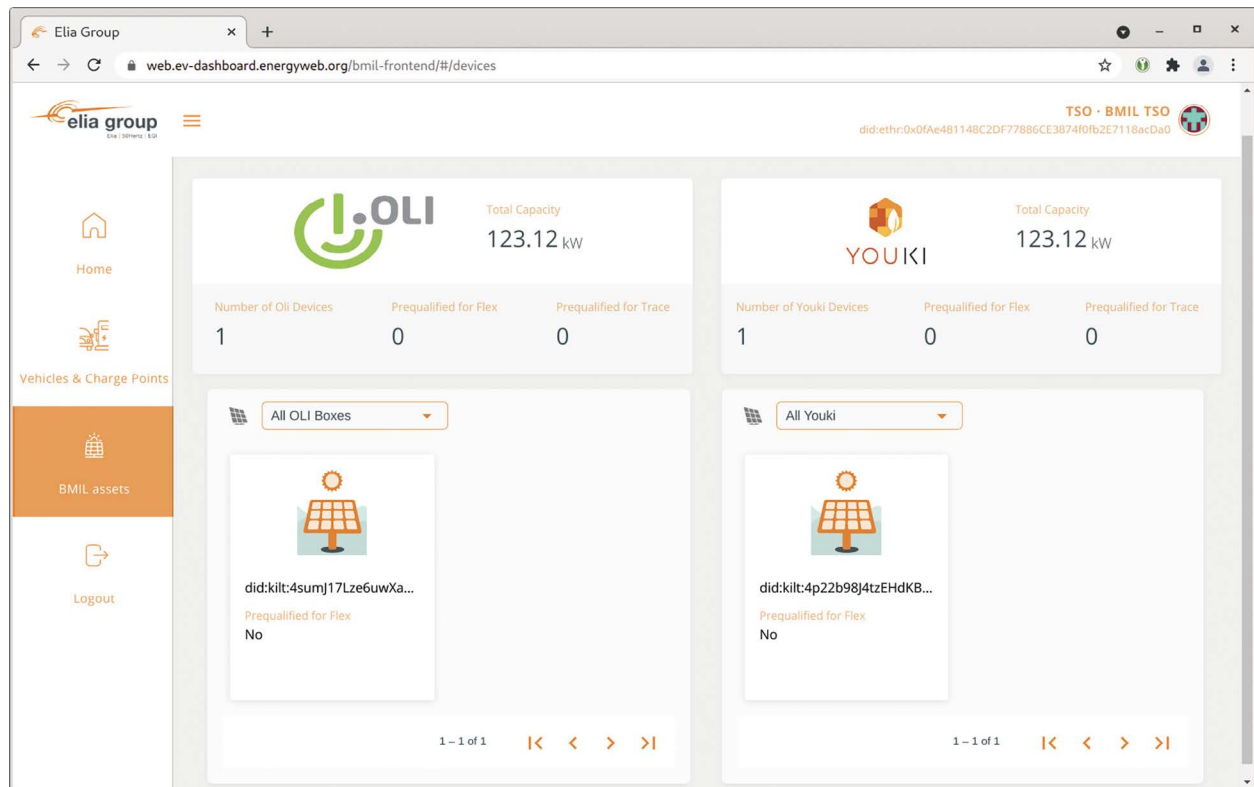 Elia Group
web.ev-dashboard.energyweb.org/bmil-frontend/#/devices
elia group
Elia | 50Hertz | EGI
TSO · BMIL TSO
did:ethr:0x0fAe481148C2DF77886CE3874f0fb2E7118acDa0
Home
Vehicles & Charge Points
BMIL assets
Logout
OLI
Total Capacity
123.12 kW
Number of Oli Devices
1
Prequalified for Flex
0
Prequalified for Trace
0
YOUKI
Total Capacity
123.12 kW
Number of Youki Devices
1
Prequalified for Flex
0
Prequalified for Trace
0
All OLI Boxes
did:kilt:4sumJ17Lze6uwXa...
Prequalified for Flex
No
1 – 1 of 1
All Youki
did:kilt:4p22b98J4tzEHdKB...
Prequalified for Flex
No
1 – 1 of 1